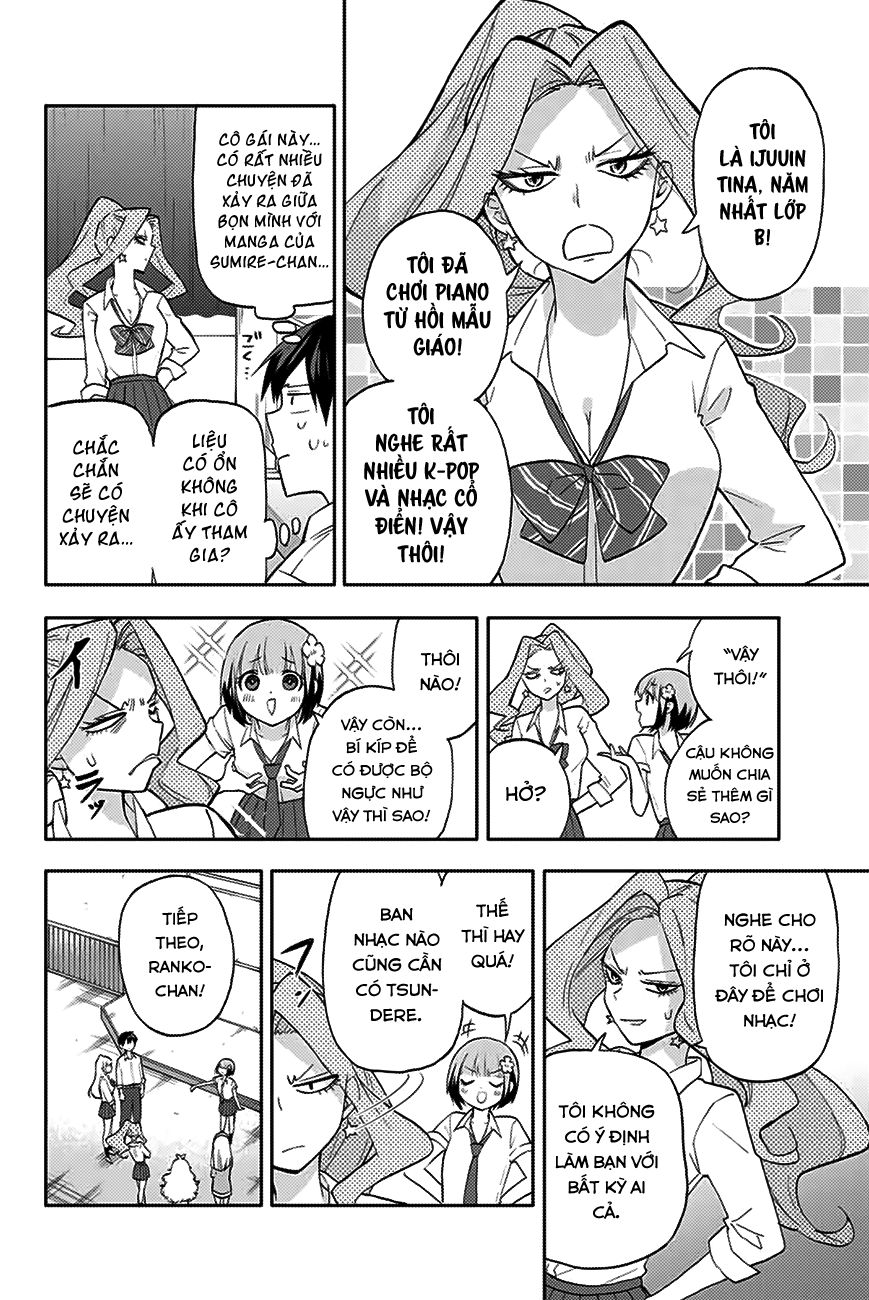 TÔI
LÀ IJUUIN
TINA, NĂM
NHẤT LỚP
B!
TÔI ĐÃ
CHƠI PIANO
TỪ HỒI MẪU
GIÁO!
TÔI
NGHE RẤT
NHIỀU K-POP
VÀ NHẠC CỔ
ĐIỂN! VẬY
THÔI!
CÔ GÁI NÀY...
CÓ RẤT NHIỀU
CHUYỆN ĐÃ
XẢY RA GIỮA
BỌN MÌNH VỚI
MANGA CỦA
SUMIRE-CHAN...
LIỆU
CÓ ỔN
KHÔNG
KHI CÔ
ẤY THAM
GIA?
CHẮC
CHẮN
SẼ CÓ
CHUYỆN
XẢY RA...
“VẬY
THÔI!”
CẬU KHÔNG
MUỐN CHIA
SẺ THÊM GÌ
SAO?
HỞ?
THÔI
NÀO!
VẬY CÒN...
BÍ KÍP ĐỂ
CÓ ĐƯỢC BỘ
NGỰC NHƯ
VẬY THÌ SAO!
NGHE CHO
RÕ NÀY...
TÔI CHỈ Ở
ĐÂY ĐỂ CHƠI
NHẠC!
TÔI KHÔNG
CÓ Ý ĐỊNH
LÀM BẠN VỚI
BẤT KỲ AI
CẢ.
THẾ
THÌ HAY
QUÁ!
BAN
NHẠC NÀO
CŨNG CẦN
CÓ TSUN-
DERE.
TIẾP
THEO,
RANKO-
CHAN!